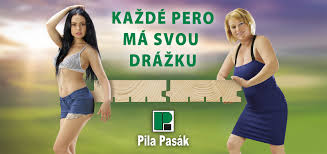 KAŽDÉ PERO
MÁ SVOU
DRÁŽKU
Pila Pasák